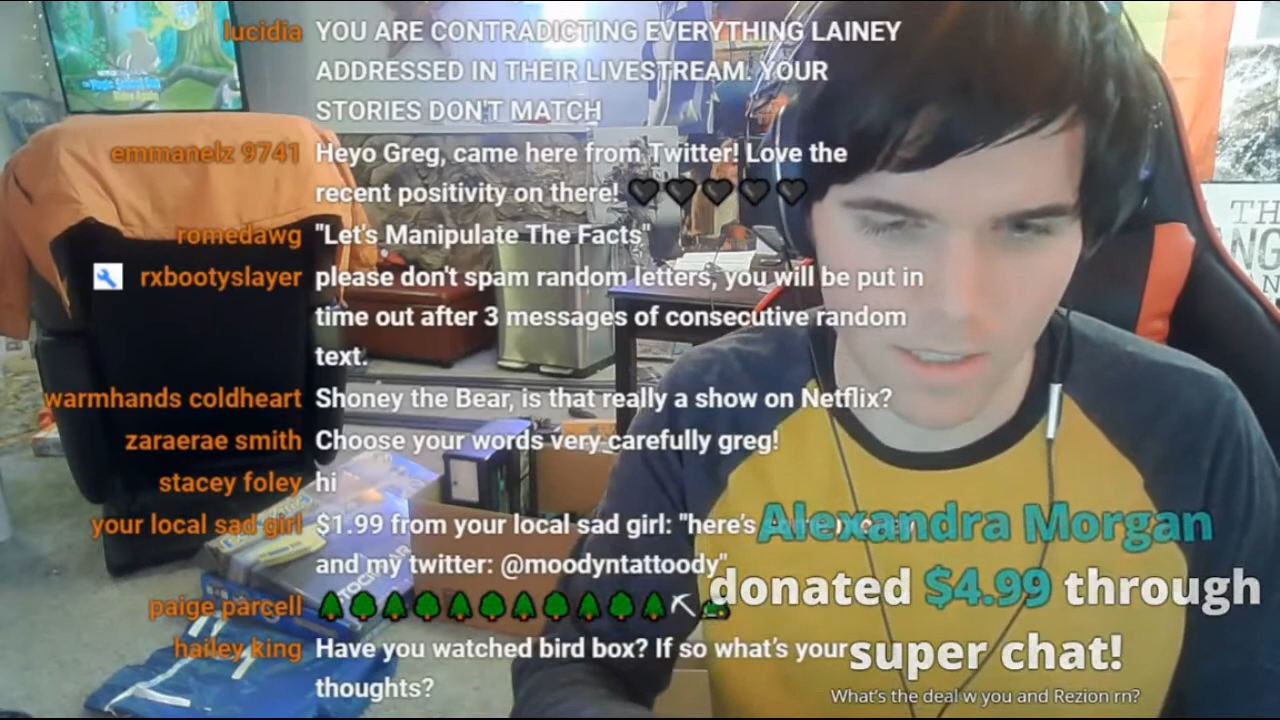 lucidia YOU ARE CONTRADICTING EVERYTHING LAINEY
ADDRESSED IN THEIR LIVESTREAM. YOUR
STORIES DON'T MATCH
emmanelz 9741 Heyo Greg, came here from Twitter! Love the
recent positivity on there! 🖤🖤🖤🖤🖤
romedawg "Let's Manipulate The Facts"
rxbootyslayer please don't spam random letters, you will be put in
time out after 3 messages of consecutive random
text.
warmhands coldheart Shoney the Bear, is that really a show on Netflix?
zaraerae smith Choose your words very carefully greg!
stacey foley hi
your local sad girl $1.99 from your local sad girl: "here's
and my twitter: @moodyntattoody"
paige parcell 🌲🌳🌲🌳🌲🌳🌲🌳🌲🌳🌲⛏🚜
hailey king Have you watched bird box? If so what's your
thoughts?
Alexandra Morgan
donated $4.99 through
super chat!
What's the deal w you and Rezion rn?
TH
NG